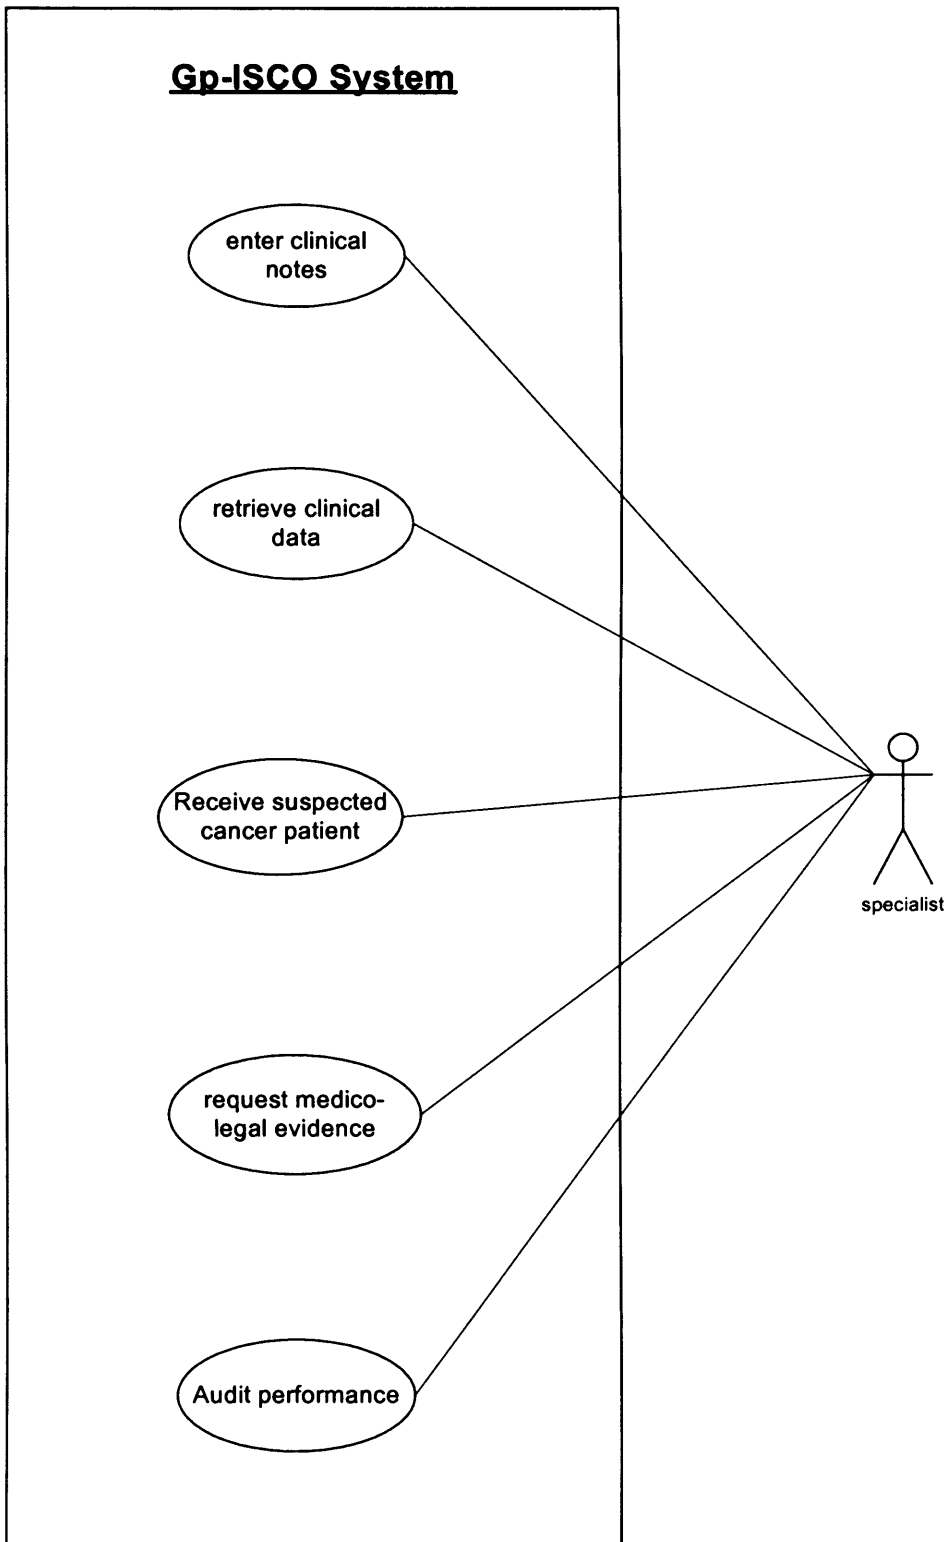 Gp-ISCO System
enter clinical
notes
retrieve clinical
data
Receive suspected
cancer patient
specialist
request medico-
legal evidence
Audit performance